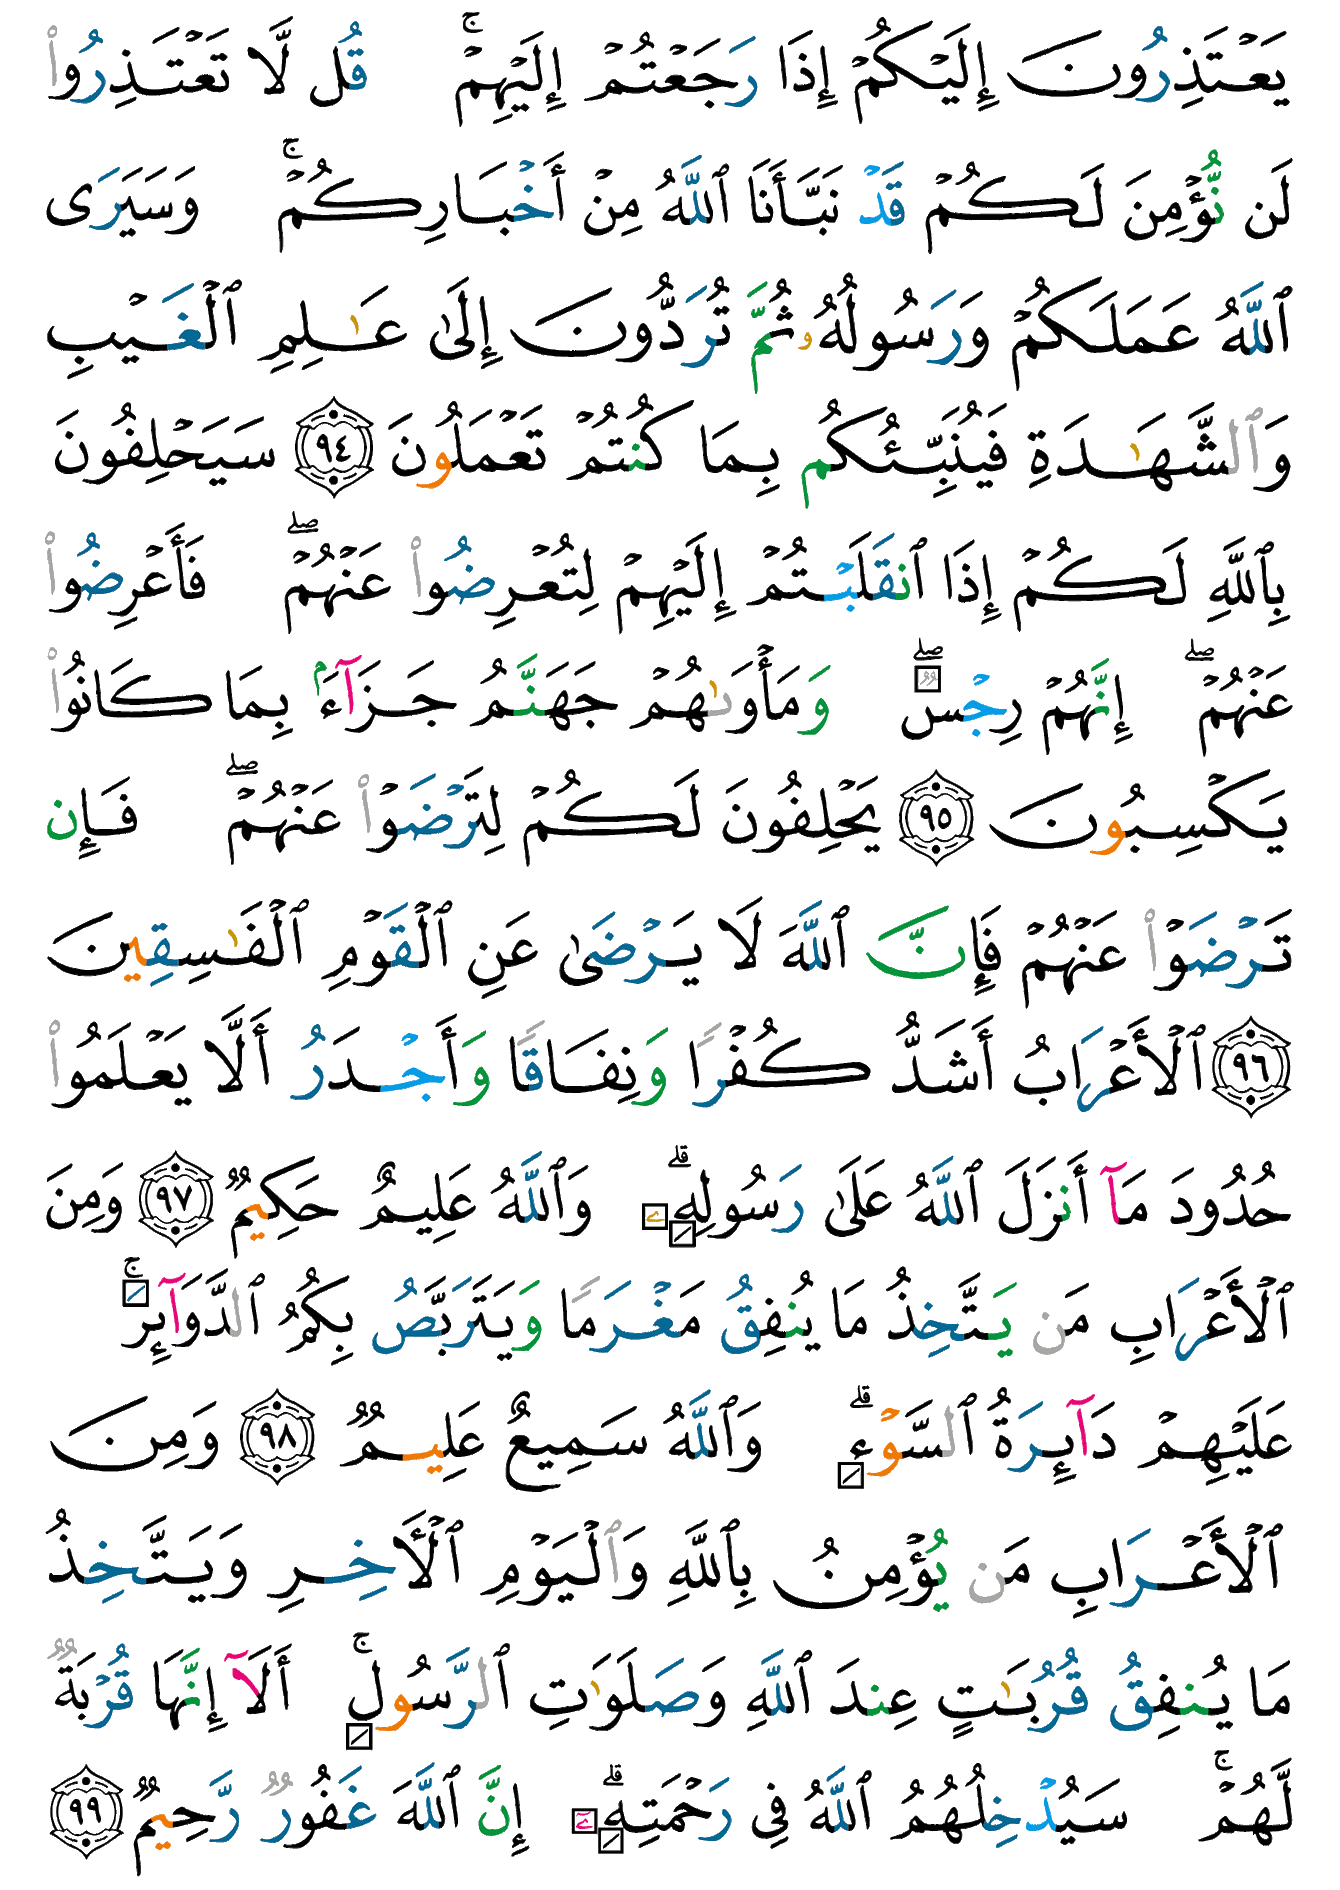 يَعْتَذِرُونَ إِلَيْكُمْ إِذَا رَجَعْتُمْ إِلَيْهِمْ ۚ قُل لَّا تَعْتَذِرُوا۟
لَن نُّؤْمِنَ لَكُمْ قَدْ نَبَّأَنَا ٱللَّهُ مِنْ أَخْبَارِكُمْ ۚ وَسَيَرَى
ٱللَّهُ عَمَلَكُمْ وَرَسُولُهُۥ ثُمَّ تُرَدُّونَ إِلَىٰ عَـٰلِمِ ٱلْغَيْبِ
وَٱلشَّهَـٰدَةِ فَيُنَبِّئُكُم بِمَا كُنتُمْ تَعْمَلُونَ ٩٤ سَيَحْلِفُونَ
بِٱللَّهِ لَكُمْ إِذَا ٱنقَلَبْتُمْ إِلَيْهِمْ لِتُعْرِضُوا۟ عَنْهُمْ ۖ فَأَعْرِضُوا۟
عَنْهُمْ ۖ إِنَّهُمْ رِجْسٌ ۖ وَمَأْوَىٰهُمْ جَهَنَّمُ جَزَآءًۢ بِمَا كَانُوا۟
يَكْسِبُونَ ٩٥ يَحْلِفُونَ لَكُمْ لِتَرْضَوْا۟ عَنْهُمْ ۖ فَإِن
تَرْضَوْا۟ عَنْهُمْ فَإِنَّ ٱللَّهَ لَا يَرْضَىٰ عَنِ ٱلْقَوْمِ ٱلْفَـٰسِقِينَ
٩٦ ٱلْأَعْرَابُ أَشَدُّ كُفْرًا وَنِفَاقًا وَأَجْدَرُ أَلَّا يَعْلَمُوا۟
حُدُودَ مَآ أَنزَلَ ٱللَّهُ عَلَىٰ رَسُولِهِۦ ۗ وَٱللَّهُ عَلِيمٌ حَكِيمٌ ٩٧ وَمِنَ
ٱلْأَعْرَابِ مَن يَتَّخِذُ مَا يُنفِقُ مَغْرَمًا وَيَتَرَبَّصُ بِكُمُ ٱلدَّوَآئِرَ ۚ
عَلَيْهِمْ دَآئِرَةُ ٱلسَّوْءِ ۗ وَٱللَّهُ سَمِيعٌ عَلِيمٌ ٩٨ وَمِنَ
ٱلْأَعْرَابِ مَن يُؤْمِنُ بِٱللَّهِ وَٱلْيَوْمِ ٱلْـَٔاخِرِ وَيَتَّخِذُ
مَا يُنفِقُ قُرُبَـٰتٍ عِندَ ٱللَّهِ وَصَلَوَٰتِ ٱلرَّسُولِ ۚ أَلَآ إِنَّهَا قُرْبَةٌ
لَّهُمْ ۚ سَيُدْخِلُهُمُ ٱللَّهُ فِى رَحْمَتِهِۦٓ ۗ إِنَّ ٱللَّهَ غَفُورٌ رَّحِيمٌ ٩٩